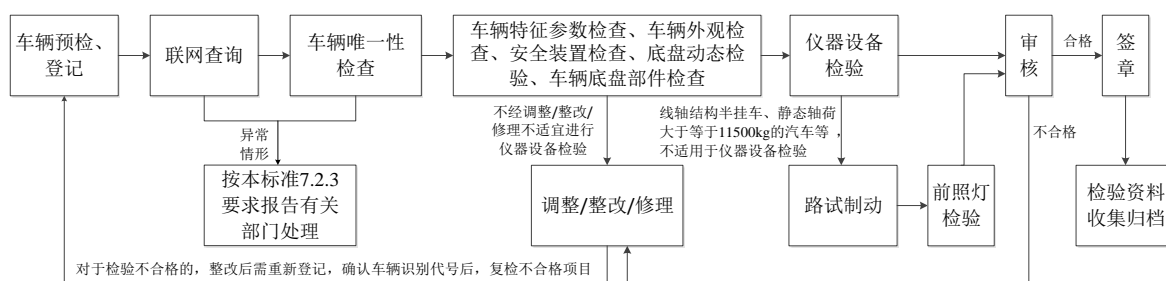 车辆预检、
登记
联网查询
车辆唯一性
检查
车辆特征参数检查、车辆外观检
查、安全装置检查、底盘动态检
验、车辆底盘部件检查
仪器设备
检验
审
核
合格
签
章
异常
情形
不经调整/整改/
修理不适宜进行
仪器设备检验
线轴结构半挂车、静态轴荷
大于等于11500kg的汽车等，
不适用于仪器设备检验
不合格
按本标准7.2.3
要求报告有关
部门处理
调整/整改/修理
路试制动
前照灯
检验
检验资料
收集归档
对于检验不合格的，整改后需重新登记，确认车辆识别代号后，复检不合格项目